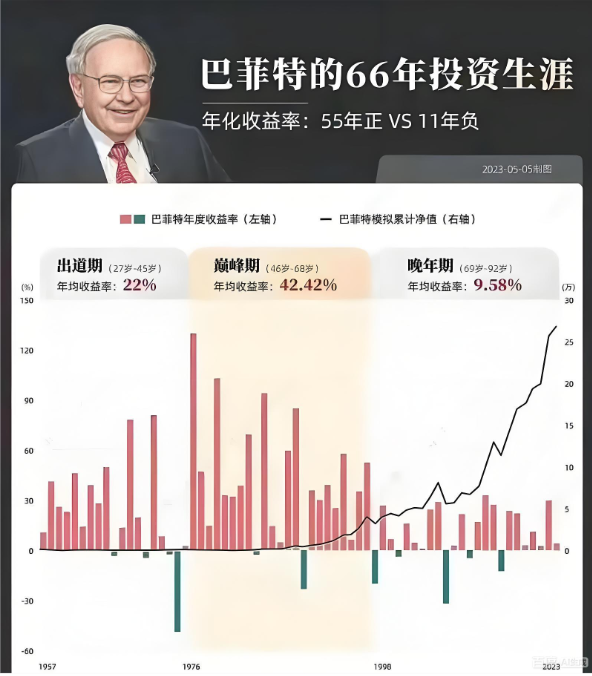 巴菲特的66年投资生涯
年化收益率：55年正 VS 11年负
2023-05-05制图
巴菲特年度收益率（左轴） 巴菲特模拟累计净值（右轴）
出道期（27岁-45岁） 巅峰期（46岁-68岁） 晚年期（69岁-92岁）
年均收益率：22% 年均收益率：42.42% 年均收益率：9.58%
(%) (万)
150 30
25
120
20
90
15
60
10
30
5
0 0
-30
-60
1957 1976 1998 2023